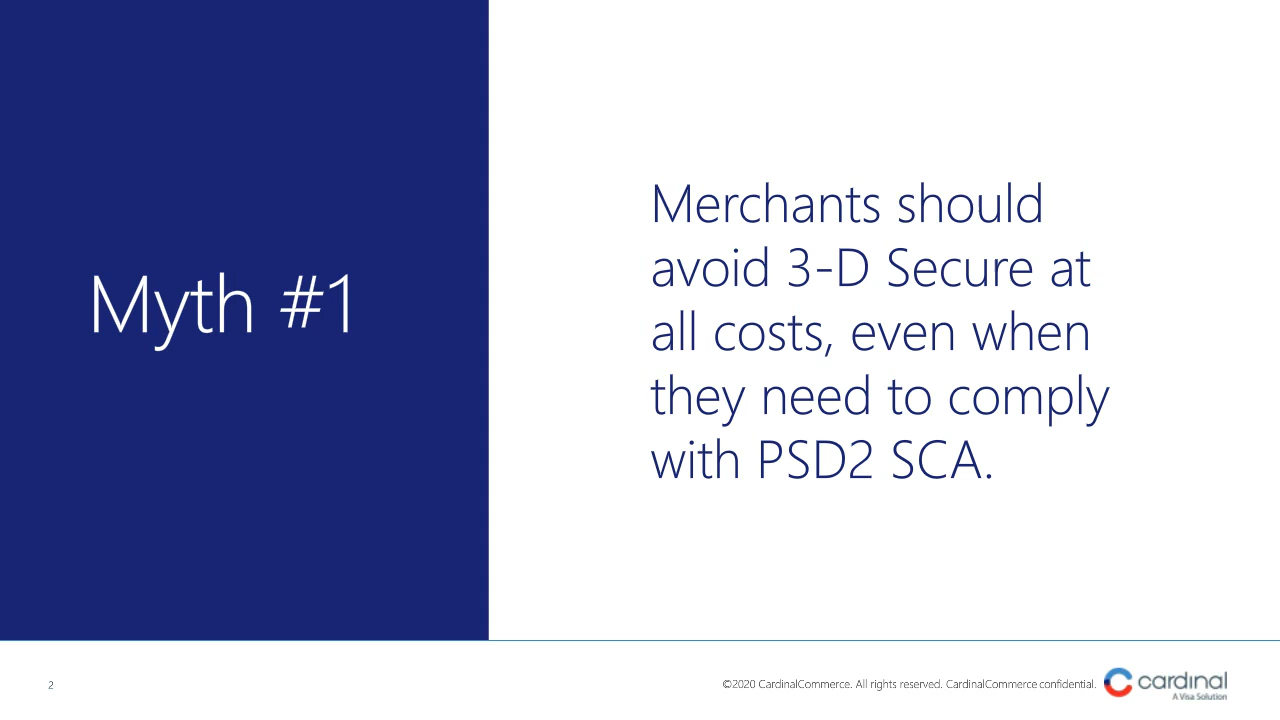 Myth #1
Merchants should
avoid 3-D Secure at
all costs, even when
they need to comply
with PSD2 SCA.
2
©2020 CardinalCommerce. All rights reserved. CardinalCommerce confidential.
cardinal
A Visa Solution